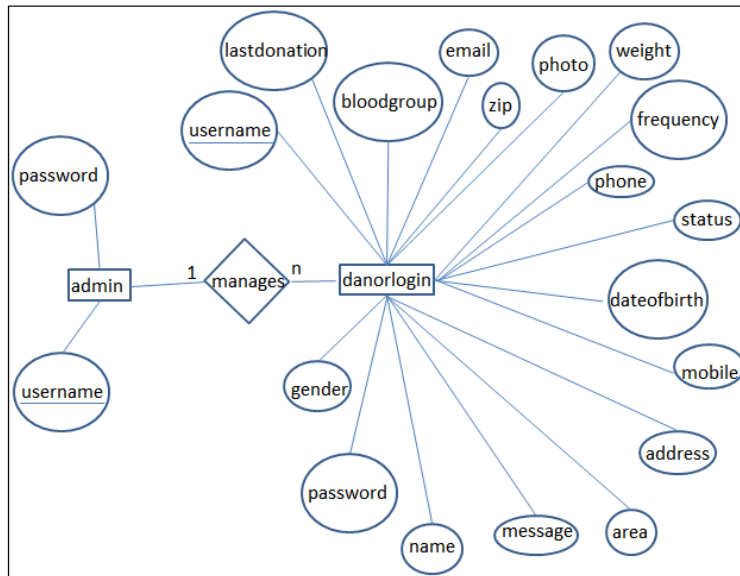 lastdonation
email
photo
weight
bloodgroup
zip
frequency
username
password
phone
status
admin
1
manages
n
danorlogin
dateofbirth
username
gender
mobile
address
password
name
message
area